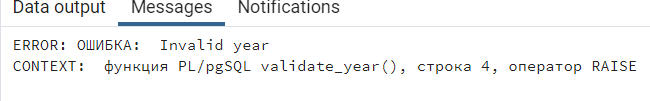 Data output Messages Notifications
ERROR: ОШИБКА:  Invalid year
CONTEXT:  функция PL/pgSQL validate_year(), строка 4, оператор RAISE